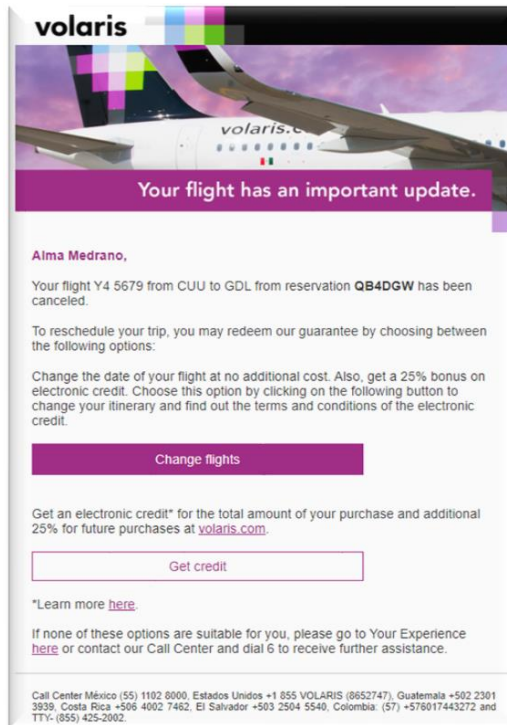 volaris
volaris.c
Your flight has an important update.
Alma Medrano,
Your flight Y4 5679 from CUU to GDL from reservation QB4DGW has been
canceled.
To reschedule your trip, you may redeem our guarantee by choosing between
the following options:
Change the date of your flight at no additional cost. Also, get a 25% bonus on
electronic credit. Choose this option by clicking on the following button to
change your itinerary and find out the terms and conditions of the electronic
credit.
Change flights
Get an electronic credit* for the total amount of your purchase and additional
25% for future purchases at volaris.com.
Get credit
*Learn more here.
If none of these options are suitable for you, please go to Your Experience
here or contact our Call Center and dial 6 to receive further assistance.
Call Center México (55) 1102 8000, Estados Unidos +1 855 VOLARIS (8652747), Guatemala +502 2301
3939, Costa Rica +506 4002 7462, El Salvador +503 2504 5540, Colombia: (57) +576017443272 and
TTY- (855) 425-2002.